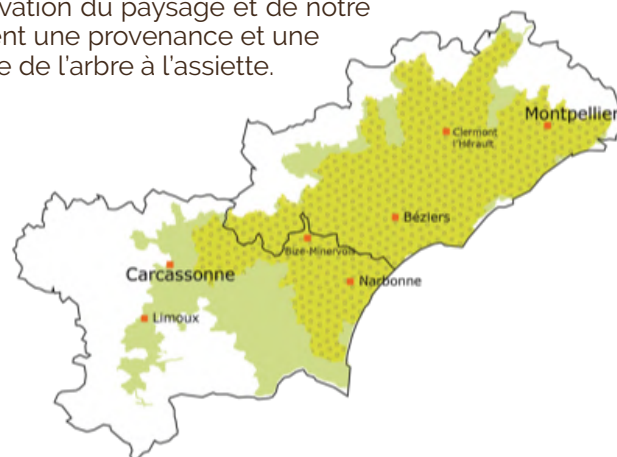 vation du paysage et de notre
ent une provenance et une
e de l'arbre à l'assiette.
Montpellier
Clermont
l'Hérault
Béziers
Bize-Minervois
Carcassonne
Narbonne
Limoux